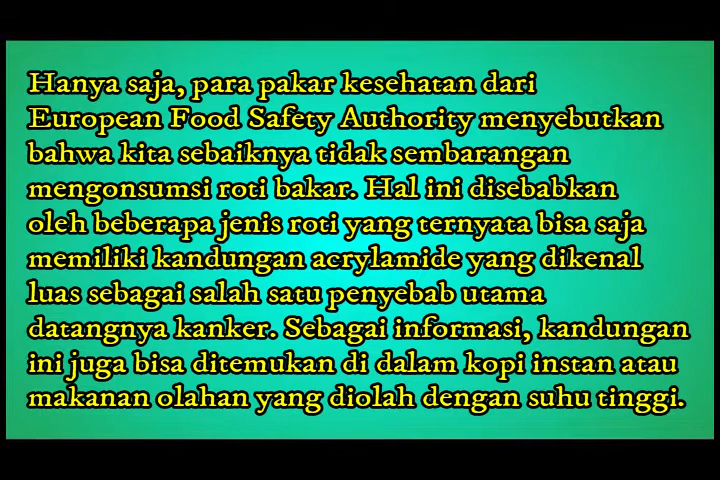 Hanya saja, para pakar kesehatan dari
European Food Safety Authority menyebutkan
bahwa kita sebaiknya tidak sembarangan
mengonsumsi roti bakar. Hal ini disebabkan
oleh beberapa jenis roti yang ternyata bisa saja
memiliki kandungan acrylamide yang dikenal
luas sebagai salah satu penyebab utama
datangnya kanker. Sebagai informasi, kandungan
ini juga bisa ditemukan di dalam kopi instan atau
makanan olahan yang diolah dengan suhu tinggi.